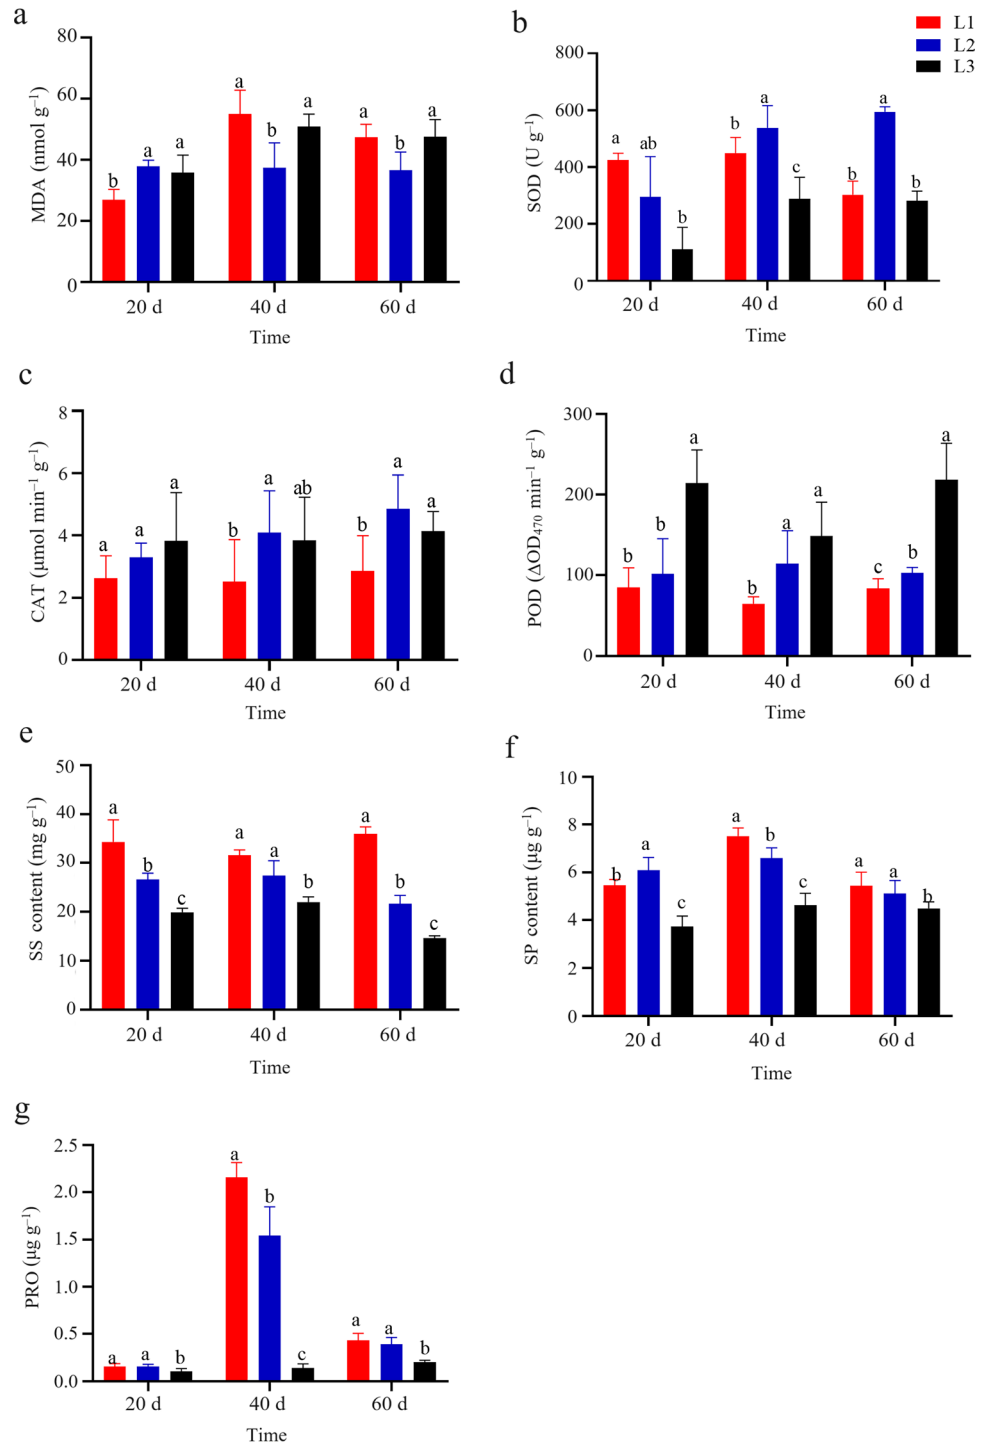 a
80
60
40
20
0
MDA (nmol g⁻¹)
b a a
a b a
a b a
20 d 40 d 60 d
Time
b
L1
L2
L3
800
600
400
200
0
SOD (U g⁻¹)
a ab b
b a c
b a b
20 d 40 d 60 d
Time
c
8
6
4
2
0
CAT (μmol min⁻¹ g⁻¹)
a a a
b a ab
b a a
20 d 40 d 60 d
Time
d
300
200
100
0
POD (ΔOD₄₇₀ min⁻¹ g⁻¹)
b b a
b a a
c b a
20 d 40 d 60 d
Time
e
50
40
30
20
10
0
SS content (mg g⁻¹)
a b c
a a b
a b c
20 d 40 d 60 d
Time
f
10
8
6
4
2
0
SP content (μg g⁻¹)
b a c
a b c
a a b
20 d 40 d 60 d
Time
g
2.5
2.0
1.5
1.0
0.5
0.0
PRO (μg g⁻¹)
a a b
a b c
a a b
20 d 40 d 60 d
Time